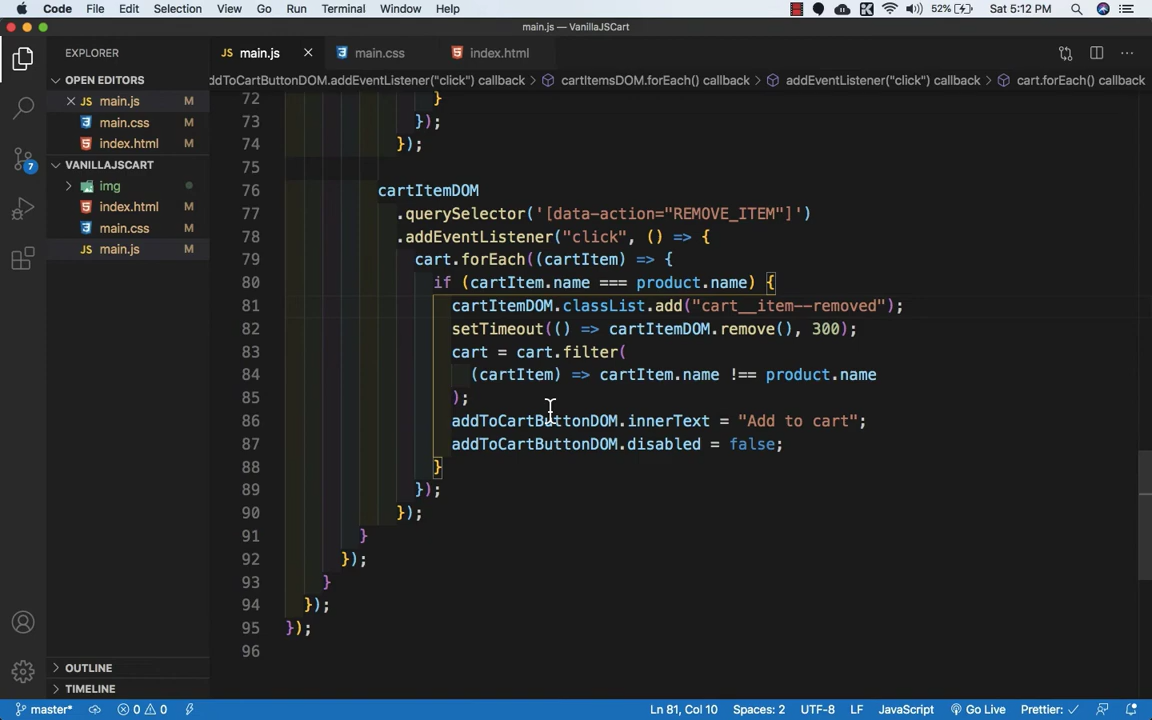 Code File Edit Selection View Go Run Terminal Window Help 52% Sat 5:12 PM
main.js — VanillaJSCart
EXPLORER
JS main.js
main.css
index.html
OPEN EDITORS
JS main.js M
main.css M
index.html M
VANILLAJSCART
img
index.html M
main.css M
JS main.js M
OUTLINE
TIMELINE
7
ddToCartButtonDOM.addEventListener("click") callback > cartItemsDOM.forEach() callback > addEventListener("click") callback > cart.forEach() callback
72 }
73 });
74 });
75
76 cartItemDOM
77 .querySelector('[data-action="REMOVE_ITEM"]')
78 .addEventListener("click", () => {
79 cart.forEach((cartItem) => {
80 if (cartItem.name === product.name) {
81 cartItemDOM.classList.add("cart__item--removed");
82 setTimeout(() => cartItemDOM.remove(), 300);
83 cart = cart.filter(
84 (cartItem) => cartItem.name !== product.name
85 );
86 addToCartButtonDOM.innerText = "Add to cart";
87 addToCartButtonDOM.disabled = false;
88 }
89 });
90 });
91 }
92 });
93 }
94 });
95 });
96
master* 0 0 Ln 81, Col 10 Spaces: 2 UTF-8 LF JavaScript Go Live Prettier: ✓